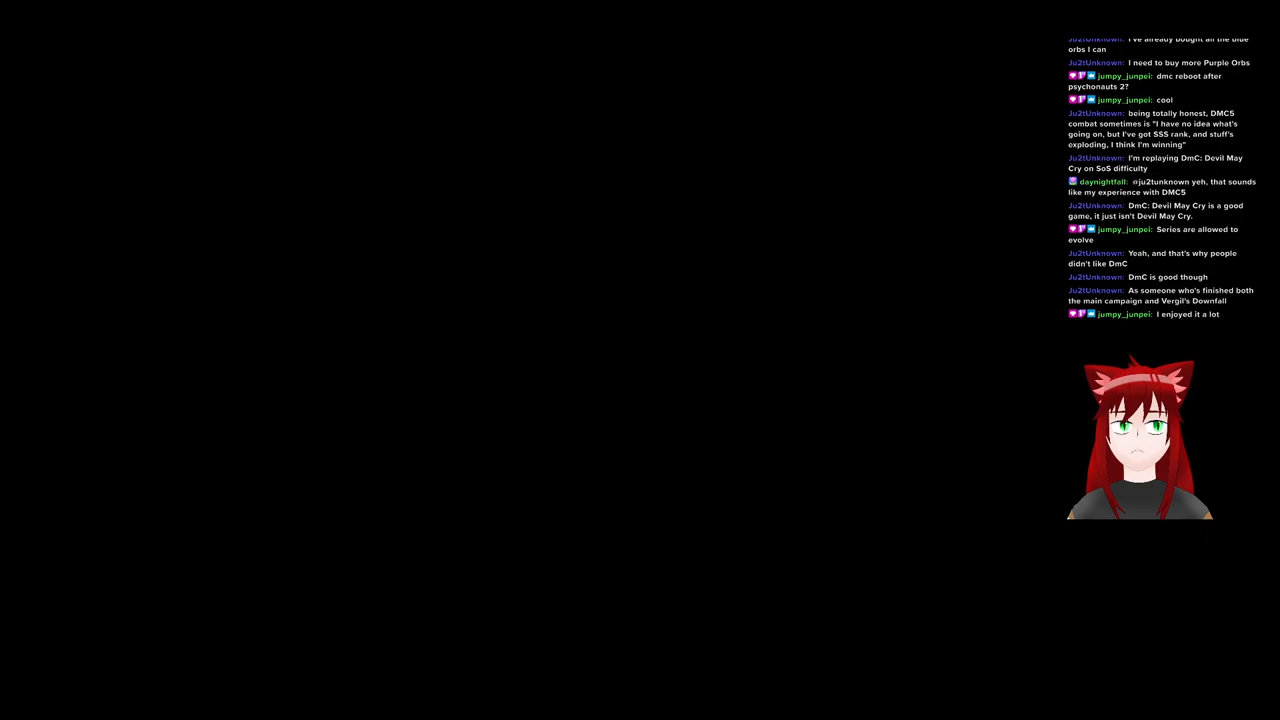 Ju2tUnknown: I've already bought all the blue
orbs I can
Ju2tUnknown: I need to buy more Purple Orbs
jumpy_junpei: dmc reboot after
psychonauts 2?
jumpy_junpei: cool
Ju2tUnknown: being totally honest, DMC5
combat sometimes is "I have no idea what's
going on, but I've got SSS rank, and stuff's
exploding, I think I'm winning"
Ju2tUnknown: I'm replaying DmC: Devil May
Cry on SoS difficulty
daynightfall: @ju2tunknown yeh, that sounds
like my experience with DMC5
Ju2tUnknown: DmC: Devil May Cry is a good
game, it just isn't Devil May Cry.
jumpy_junpei: Series are allowed to
evolve
Ju2tUnknown: Yeah, and that's why people
didn't like DmC
Ju2tUnknown: DmC is good though
Ju2tUnknown: As someone who's finished both
the main campaign and Vergil's Downfall
jumpy_junpei: I enjoyed it a lot